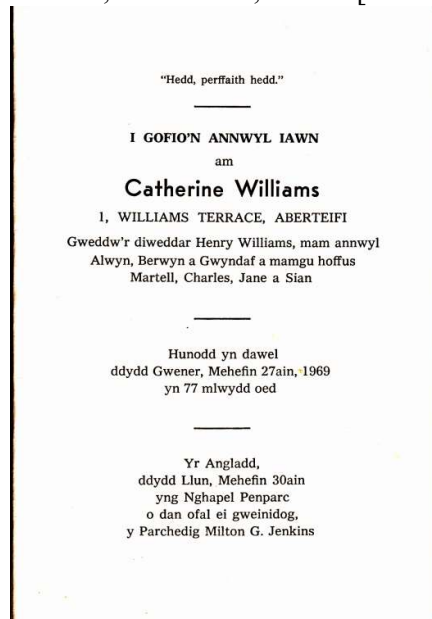 "Hedd, perffaith hedd."
I GOFIO'N ANNWYL IAWN
am
Catherine Williams
1, WILLIAMS TERRACE, ABERTEIFI
Gweddw'r diweddar Henry Williams, mam annwyl
Alwyn, Berwyn a Gwyndaf a mamgu hoffus
Martell, Charles, Jane a Sian
Hunodd yn dawel
ddydd Gwener, Mehefin 27ain, 1969
yn 77 mlwydd oed
Yr Angladd,
ddydd Llun, Mehefin 30ain
yng Nghapel Penparc
o dan ofal ei gweinidog,
y Parchedig Milton G. Jenkins